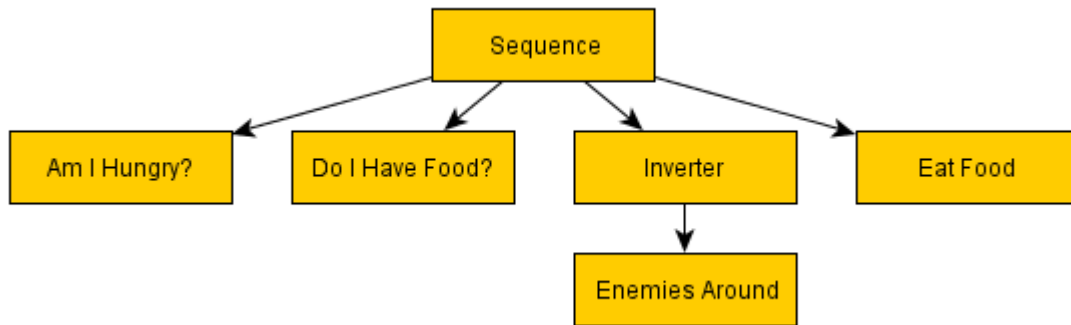 Sequence
Am I Hungry?
Do I Have Food?
Inverter
Eat Food
Enemies Around